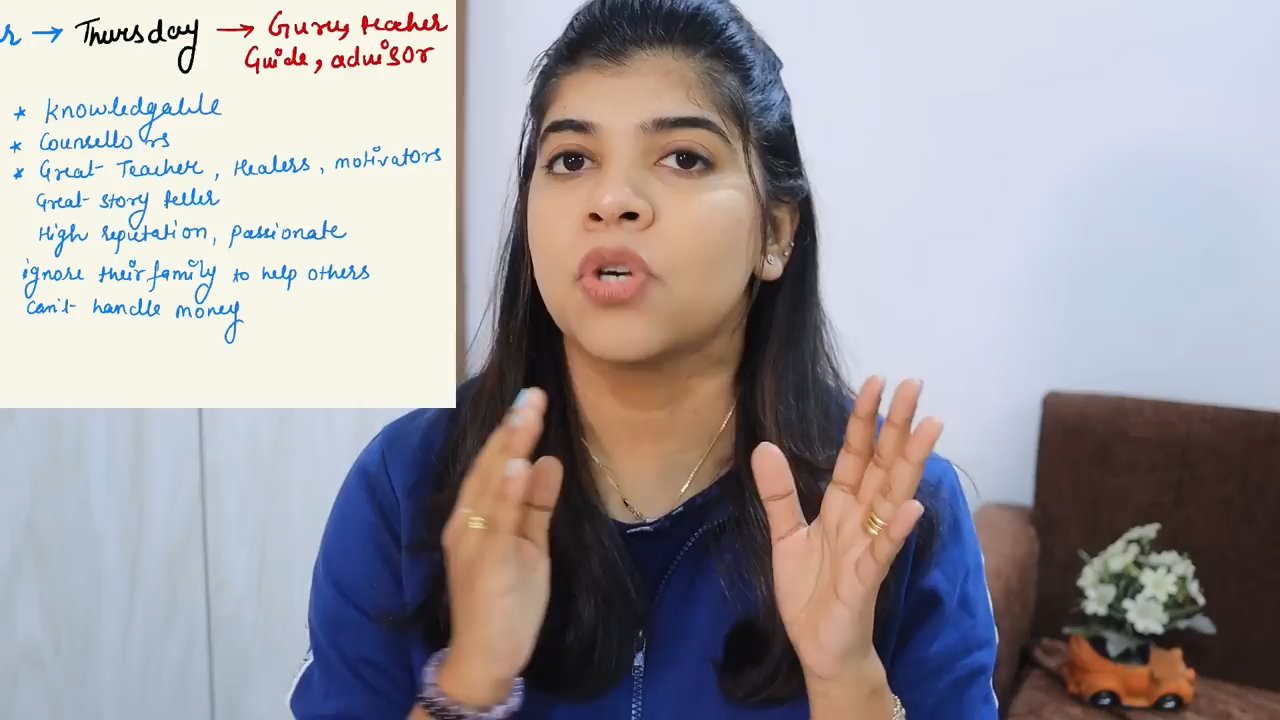 r → Thursday → Guru, teacher
Guide, advisor
* Knowledgable
* Counsellors
* Great Teacher, Healers, motivators
Great story teller
High reputation, passionate
ignore their family to help others
can't handle money